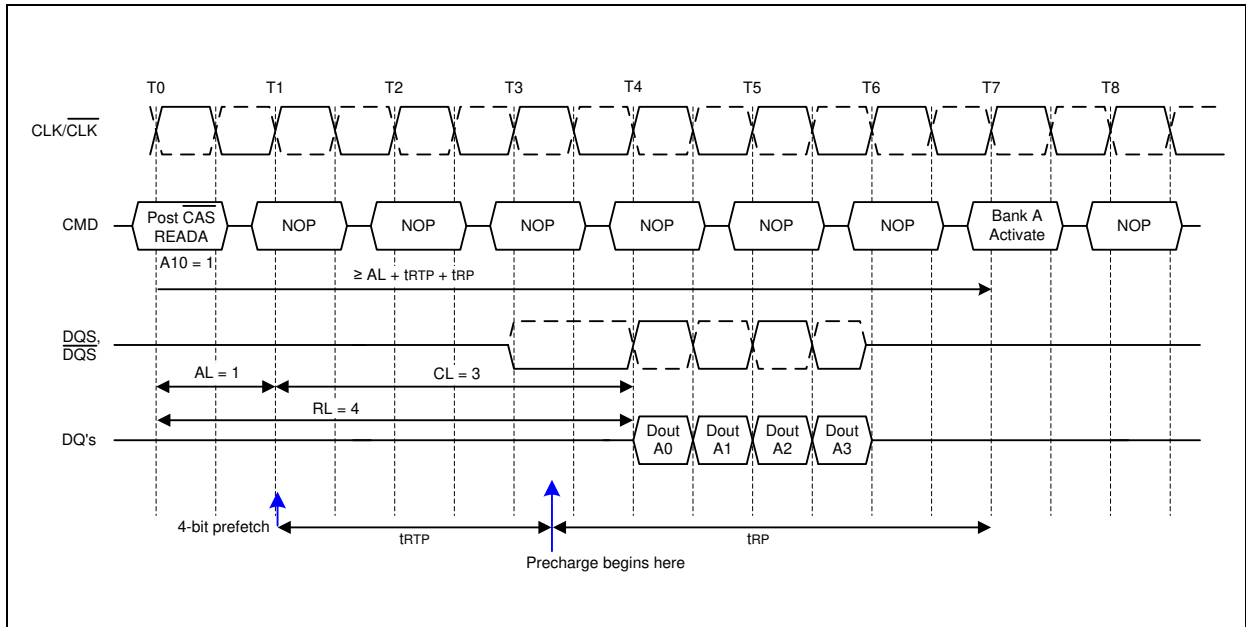 T0 T1 T2 T3 T4 T5 T6 T7 T8
CLK/CLK
CMD
Post CAS
READA
NOP NOP NOP NOP NOP NOP
Bank A
Activate
NOP
A10 = 1
≥ AL + tRTP + tRP
DQS,
DQS
AL = 1
CL = 3
RL = 4
DQ's
Dout
A0
Dout
A1
Dout
A2
Dout
A3
4-bit prefetch
tRTP
tRP
Precharge begins here